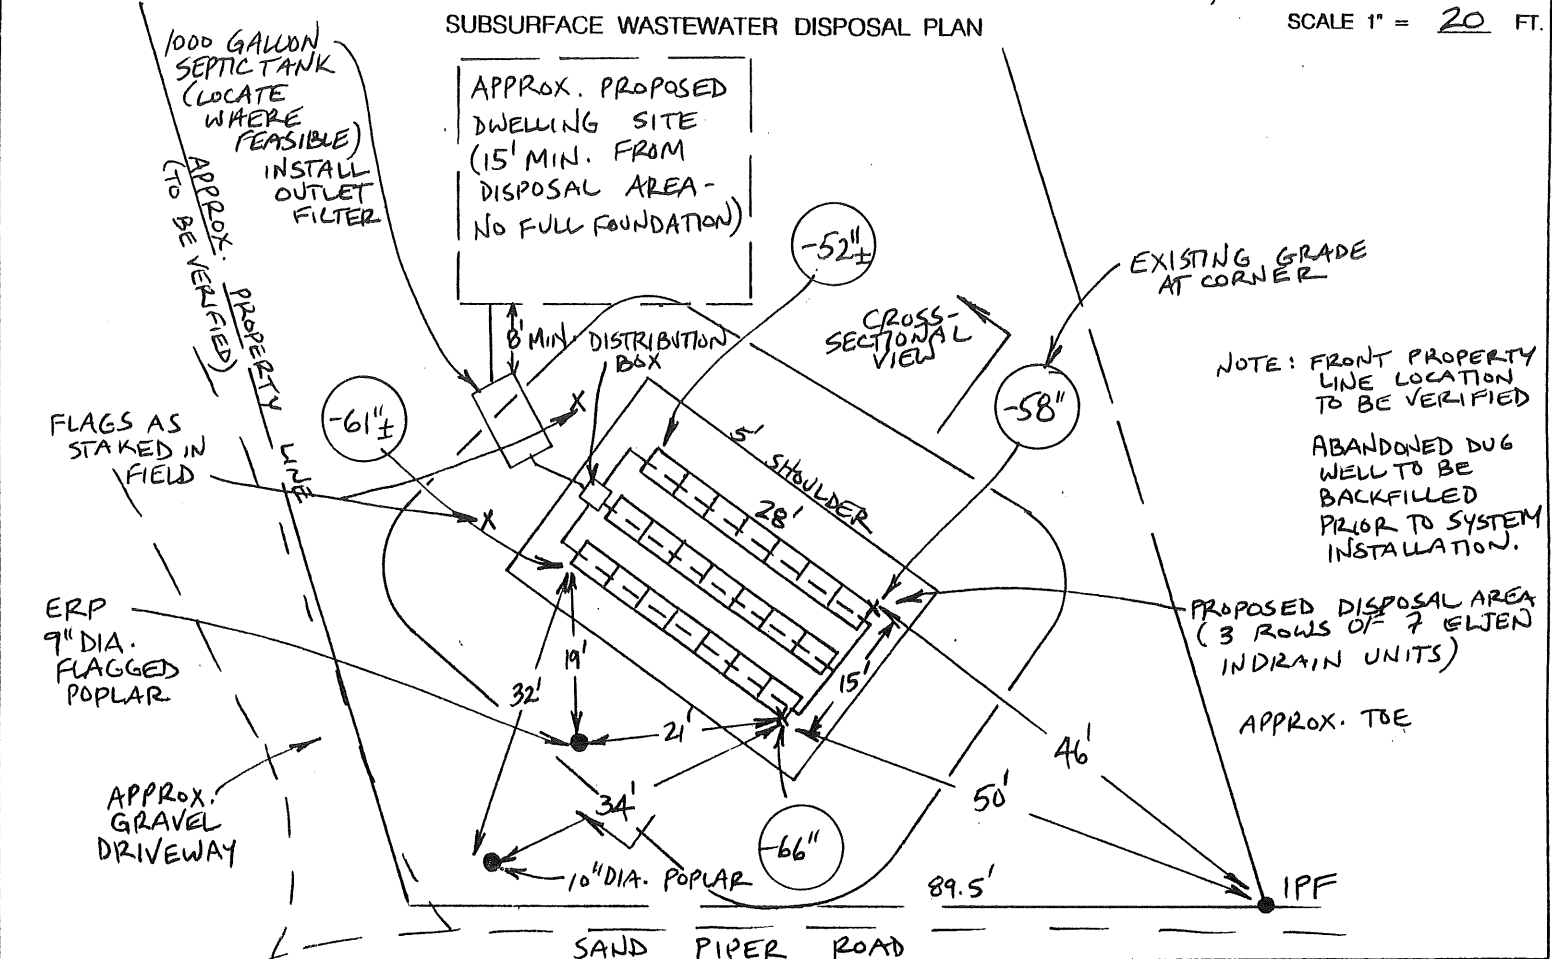 SUBSURFACE WASTEWATER DISPOSAL PLAN
SCALE 1" = 20 FT.
1000 GALLON
SEPTIC TANK
(LOCATE
WHERE
FEASIBLE)
INSTALL
OUTLET
FILTER
APPROX. PROPOSED
DWELLING SITE
(15' MIN. FROM
DISPOSAL AREA-
NO FULL FOUNDATION)
APPROX. PROPERTY LINE
(TO BE VERIFIED)
-52"±
EXISTING GRADE
AT CORNER
CROSS-
SECTIONAL
VIEW
8' MIN.
DISTRIBUTION
BOX
NOTE: FRONT PROPERTY
LINE LOCATION
TO BE VERIFIED
-61"±
-58"
FLAGS AS
STAKED IN
FIELD
5'
SHOULDER
28'
ABANDONED DUG
WELL TO BE
BACKFILLED
PRIOR TO SYSTEM
INSTALLATION.
ERP
9" DIA.
FLAGGED
POPLAR
PROPOSED DISPOSAL AREA
(3 ROWS OF 7 ELJEN
INDRAIN UNITS)
19'
15'
32'
21'
46'
APPROX. TOE
50'
34'
APPROX.
GRAVEL
DRIVEWAY
-66"
10" DIA. POPLAR
89.5'
IPF
SAND PIPER ROAD